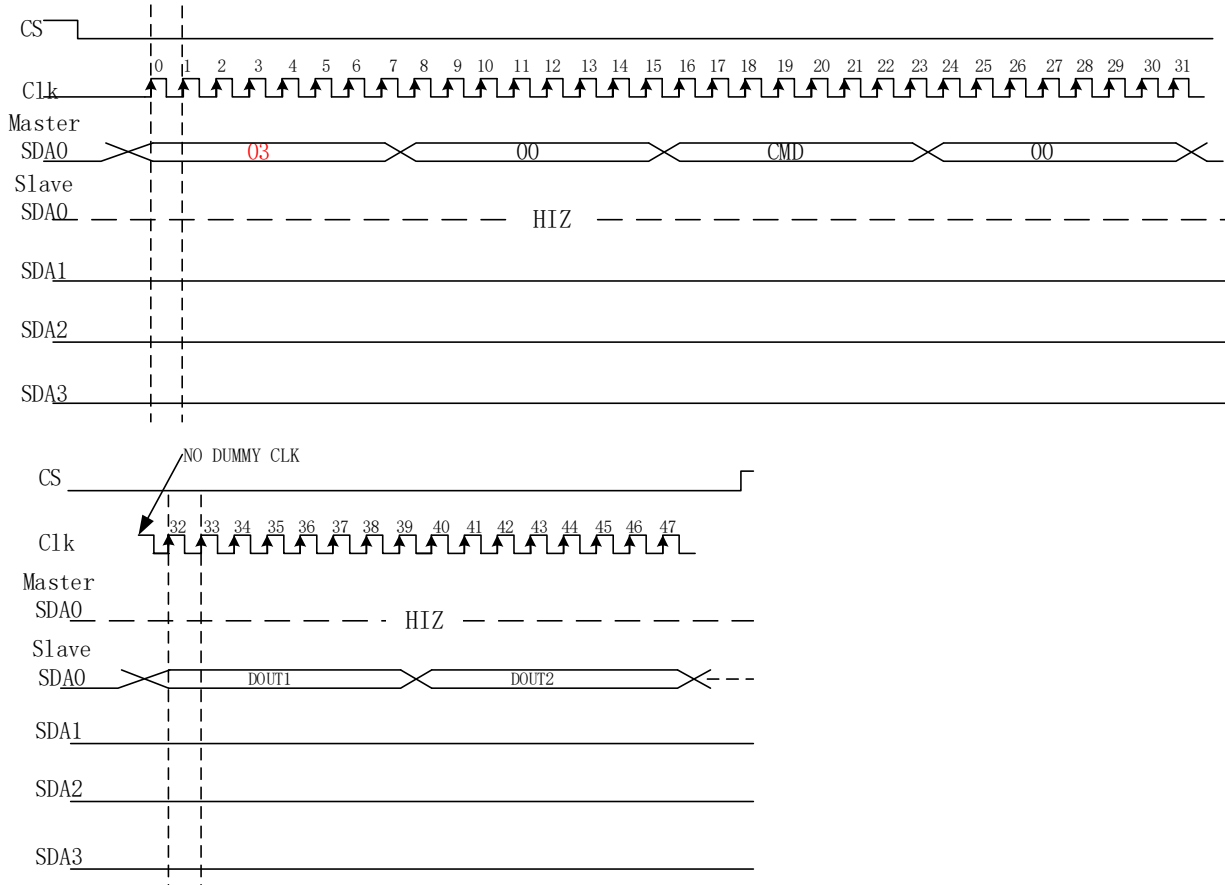 CS
0 1 2 3 4 5 6 7 8 9 10 11 12 13 14 15 16 17 18 19 20 21 22 23 24 25 26 27 28 29 30 31
Clk
Master
SDA0 03 00 CMD 00
Slave
SDA0 HIZ
SDA1
SDA2
SDA3
NO DUMMY CLK
CS
32 33 34 35 36 37 38 39 40 41 42 43 44 45 46 47
Clk
Master
SDA0 HIZ
Slave
SDA0 DOUT1 DOUT2
SDA1
SDA2
SDA3